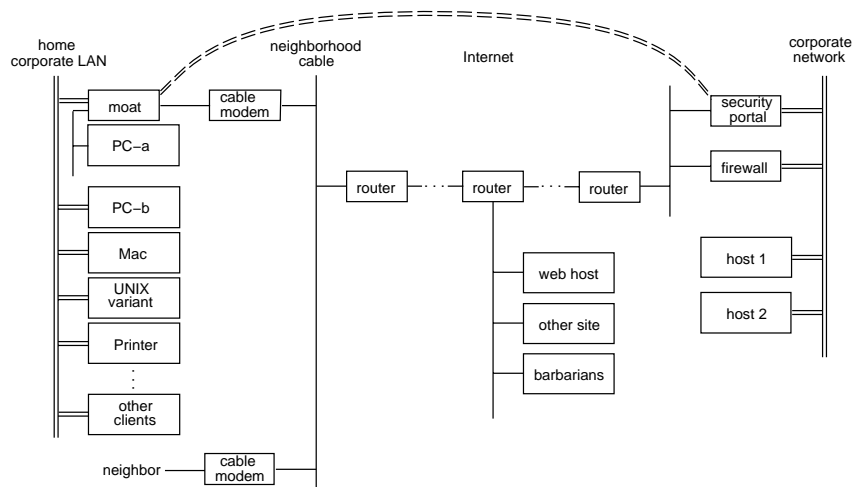 home
corporate LAN
neighborhood
cable
Internet
corporate
network
moat
cable
modem
security
portal
PC–a
firewall
router
router
router
PC–b
Mac
web host
host 1
UNIX
variant
other site
host 2
Printer
barbarians
other
clients
neighbor
cable
modem